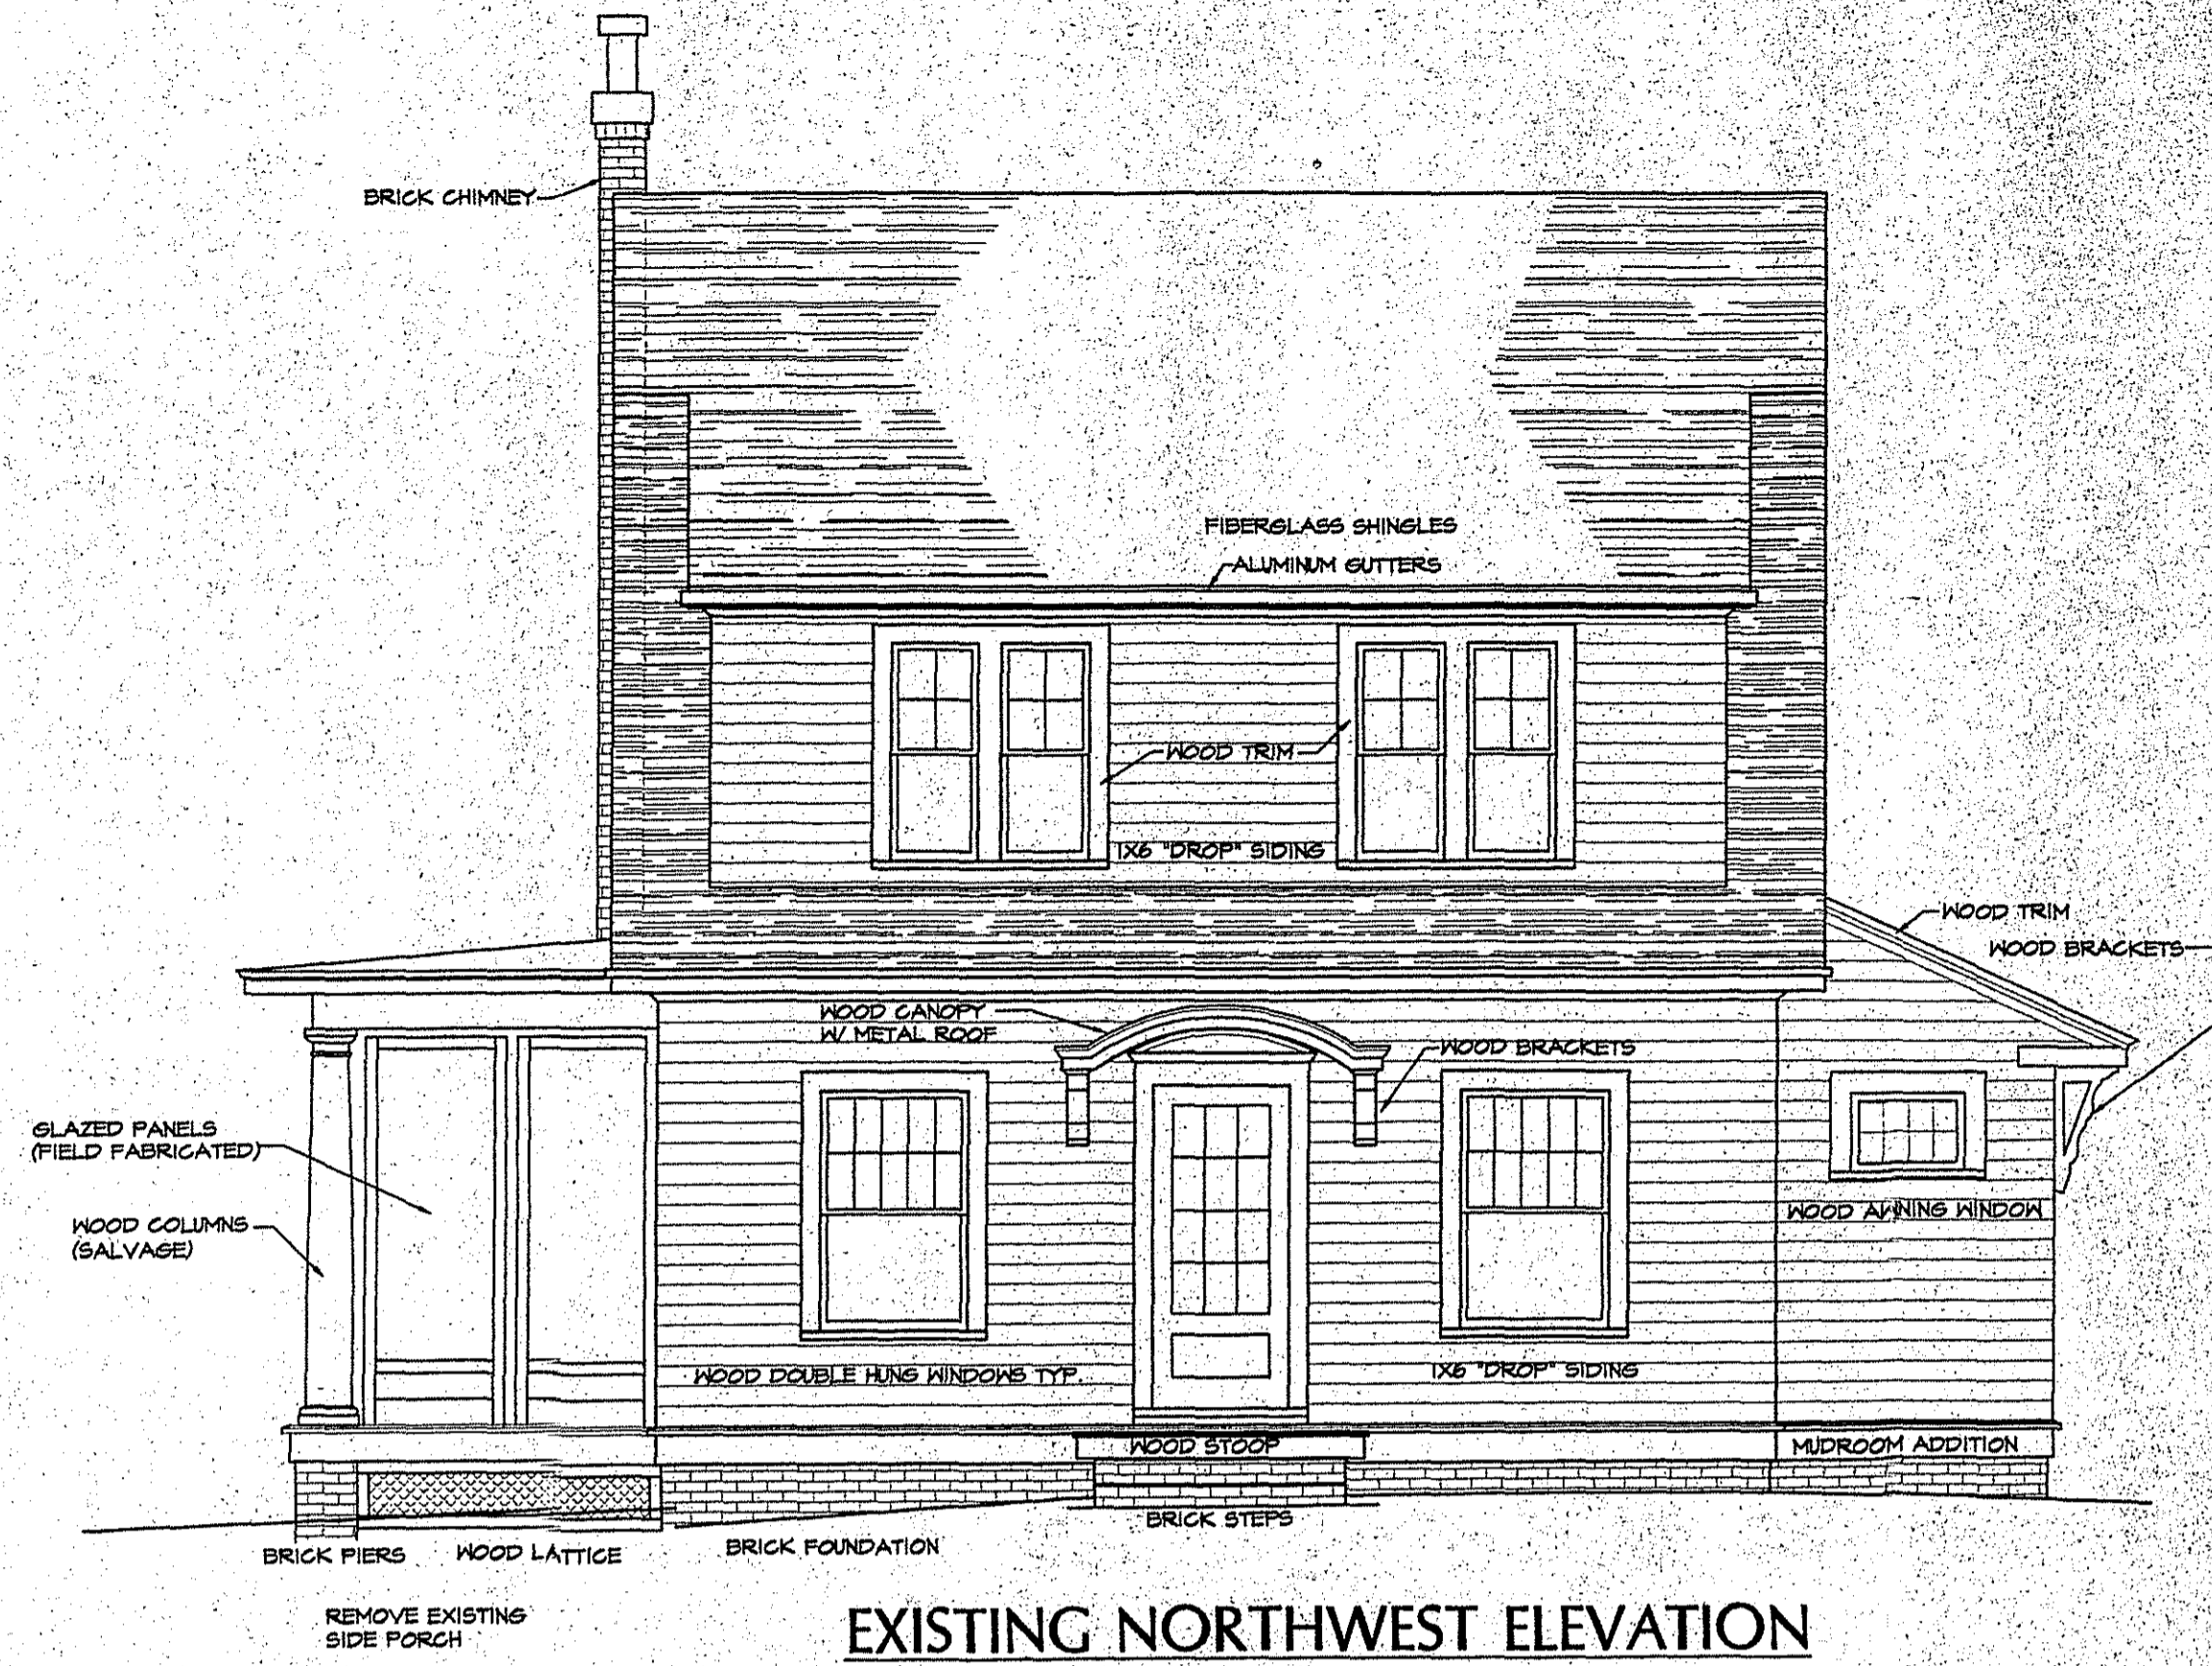 BRICK CHIMNEY
FIBERGLASS SHINGLES
ALUMINUM GUTTERS
WOOD TRIM
1X6 "DROP" SIDING
WOOD TRIM
WOOD BRACKETS
WOOD CANOPY
W/ METAL ROOF
WOOD BRACKETS
GLAZED PANELS
(FIELD FABRICATED)
WOOD COLUMNS
(SALVAGE)
WOOD AWNING WINDOW
WOOD DOUBLE HUNG WINDOWS TYP.
1X6 "DROP" SIDING
WOOD STOOP
MUDROOM ADDITION
BRICK STEPS
BRICK PIERS
WOOD LATTICE
BRICK FOUNDATION
REMOVE EXISTING
SIDE PORCH
EXISTING NORTHWEST ELEVATION